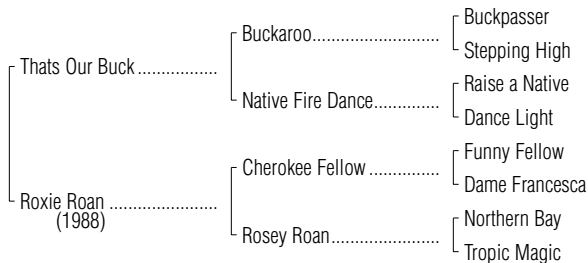 Buckpasser
Buckaroo
Stepping High
Thats Our Buck
Raise a Native
Native Fire Dance
Dance Light
Funny Fellow
Cherokee Fellow
Dame Francesca
Roxie Roan
(1988)
Northern Bay
Rosey Roan
Tropic Magic